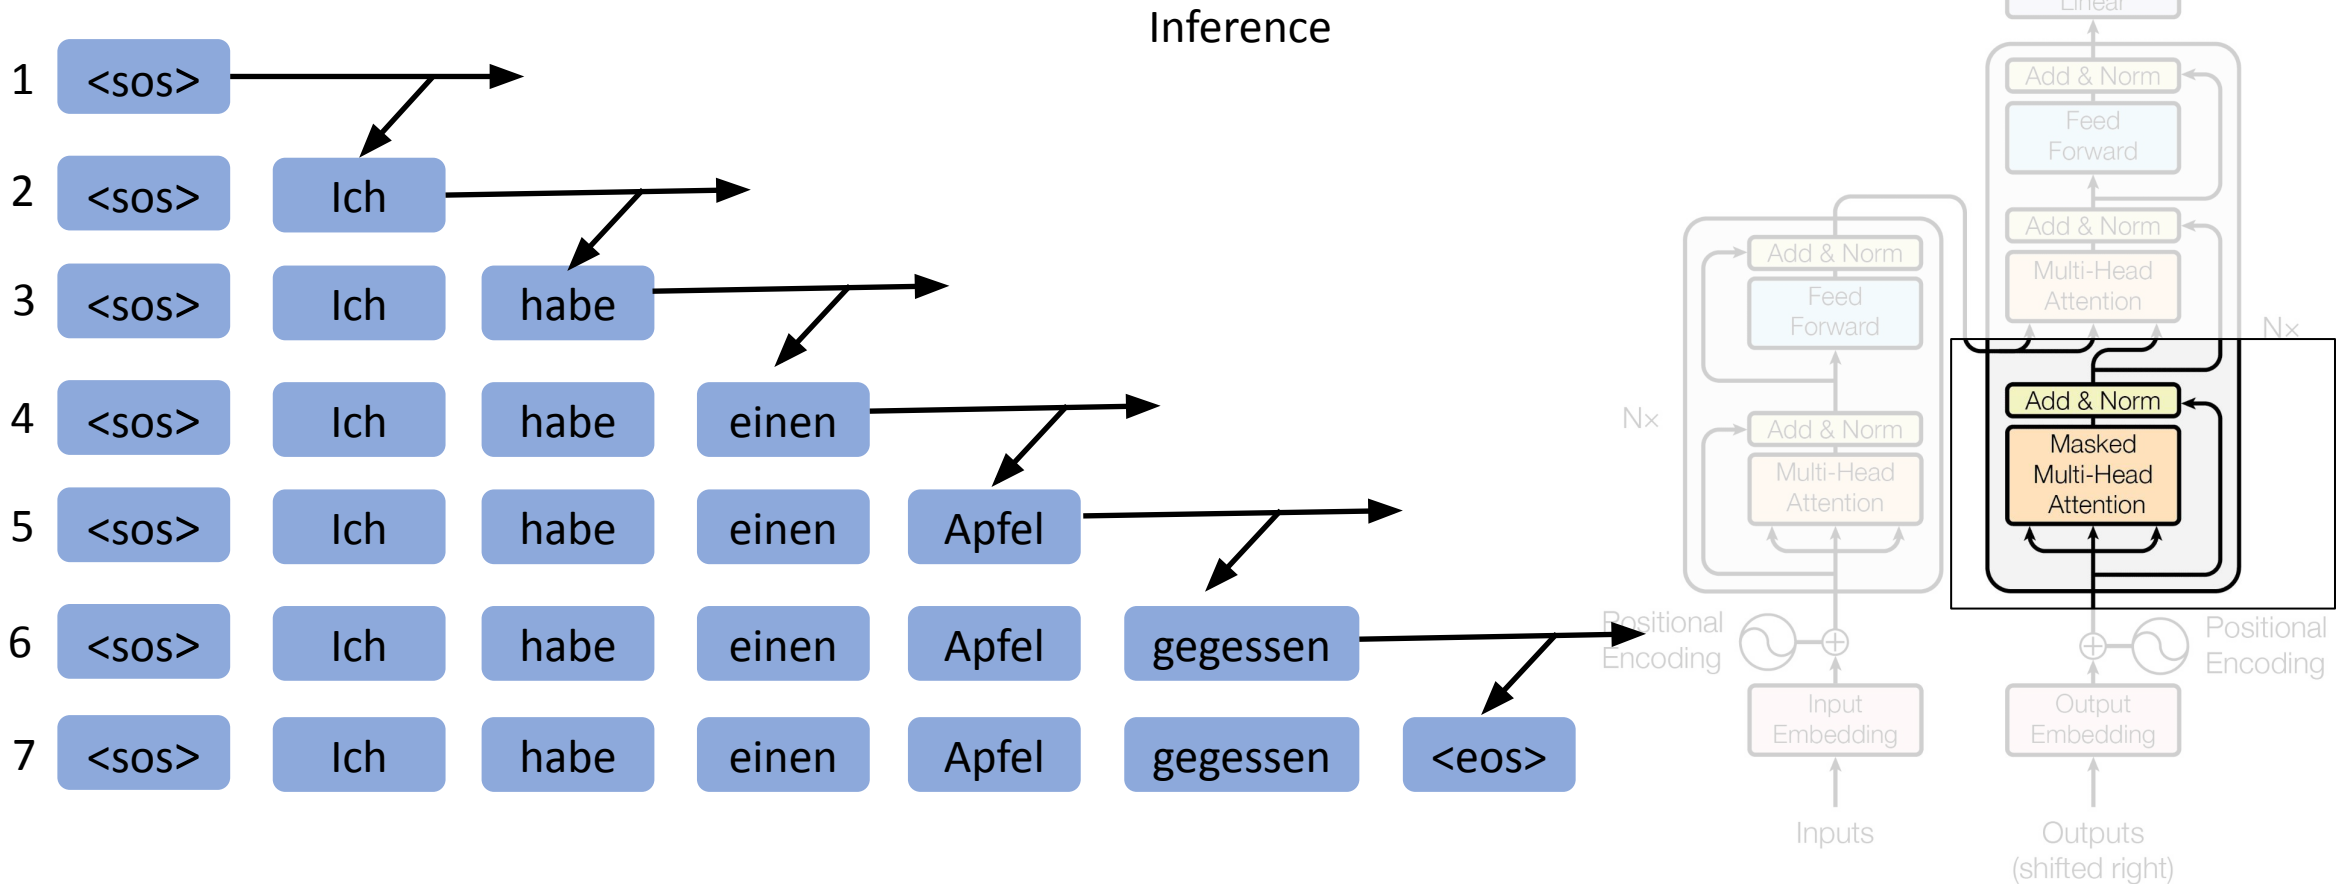 Inference
1 <sos>
2 <sos> Ich
3 <sos> Ich habe
4 <sos> Ich habe einen
5 <sos> Ich habe einen Apfel
6 <sos> Ich habe einen Apfel gegessen
7 <sos> Ich habe einen Apfel gegessen <eos>
Add & Norm
Feed
Forward
Nx
Add & Norm
Multi-Head
Attention
Positional
Encoding
Input
Embedding
Inputs
Linear
Add & Norm
Feed
Forward
Add & Norm
Multi-Head
Attention
Nx
Add & Norm
Masked
Multi-Head
Attention
Positional
Encoding
Output
Embedding
Outputs
(shifted right)